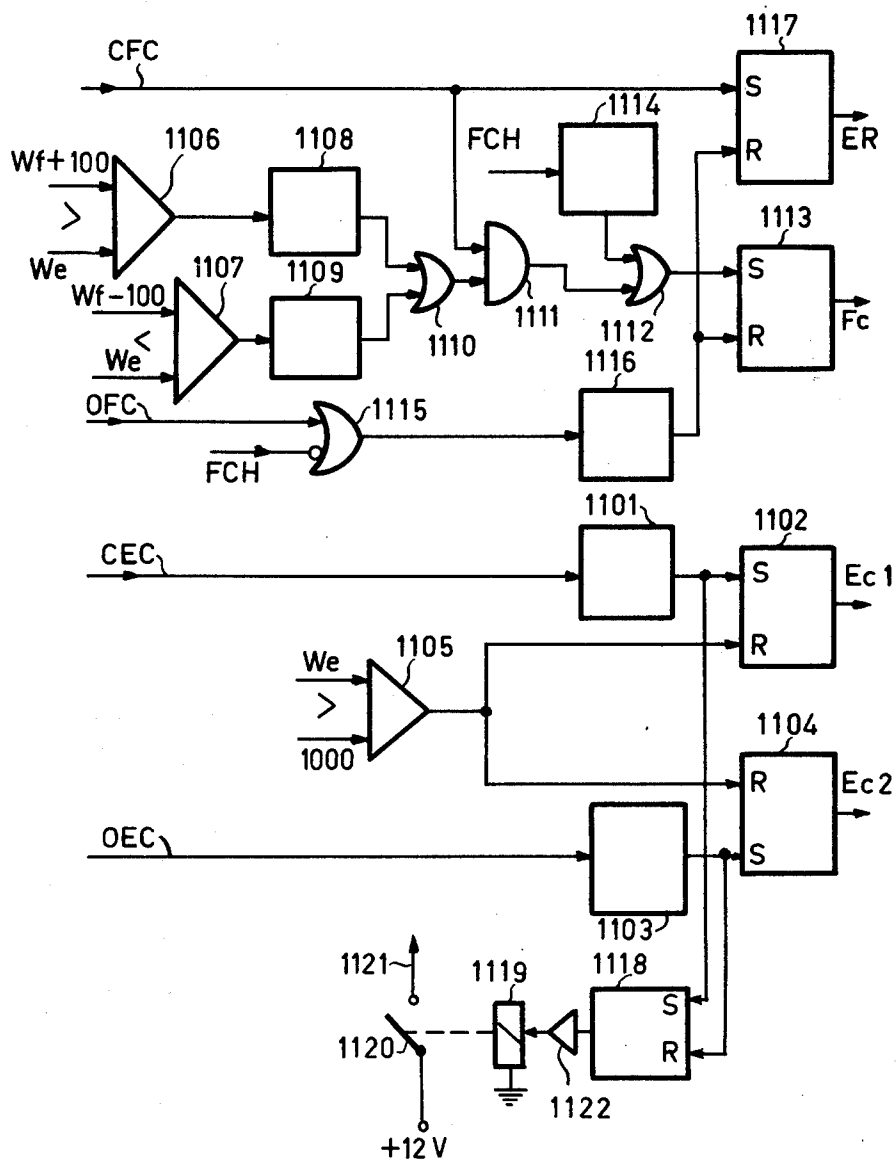 1117
CFC
S
1114
1106
1108
FCH
R
ER
Wf+100
>
We
1107
1109
1113
S
Wf-100
<
We
1110
1111
1112
Fc
R
1116
OFC
1115
FCH
1101
1102
CEC
S
Ec1
R
We
1105
>
1000
1104
R
Ec2
OEC
S
1103
1121
1119
1118
S
1120
R
1122
+12V